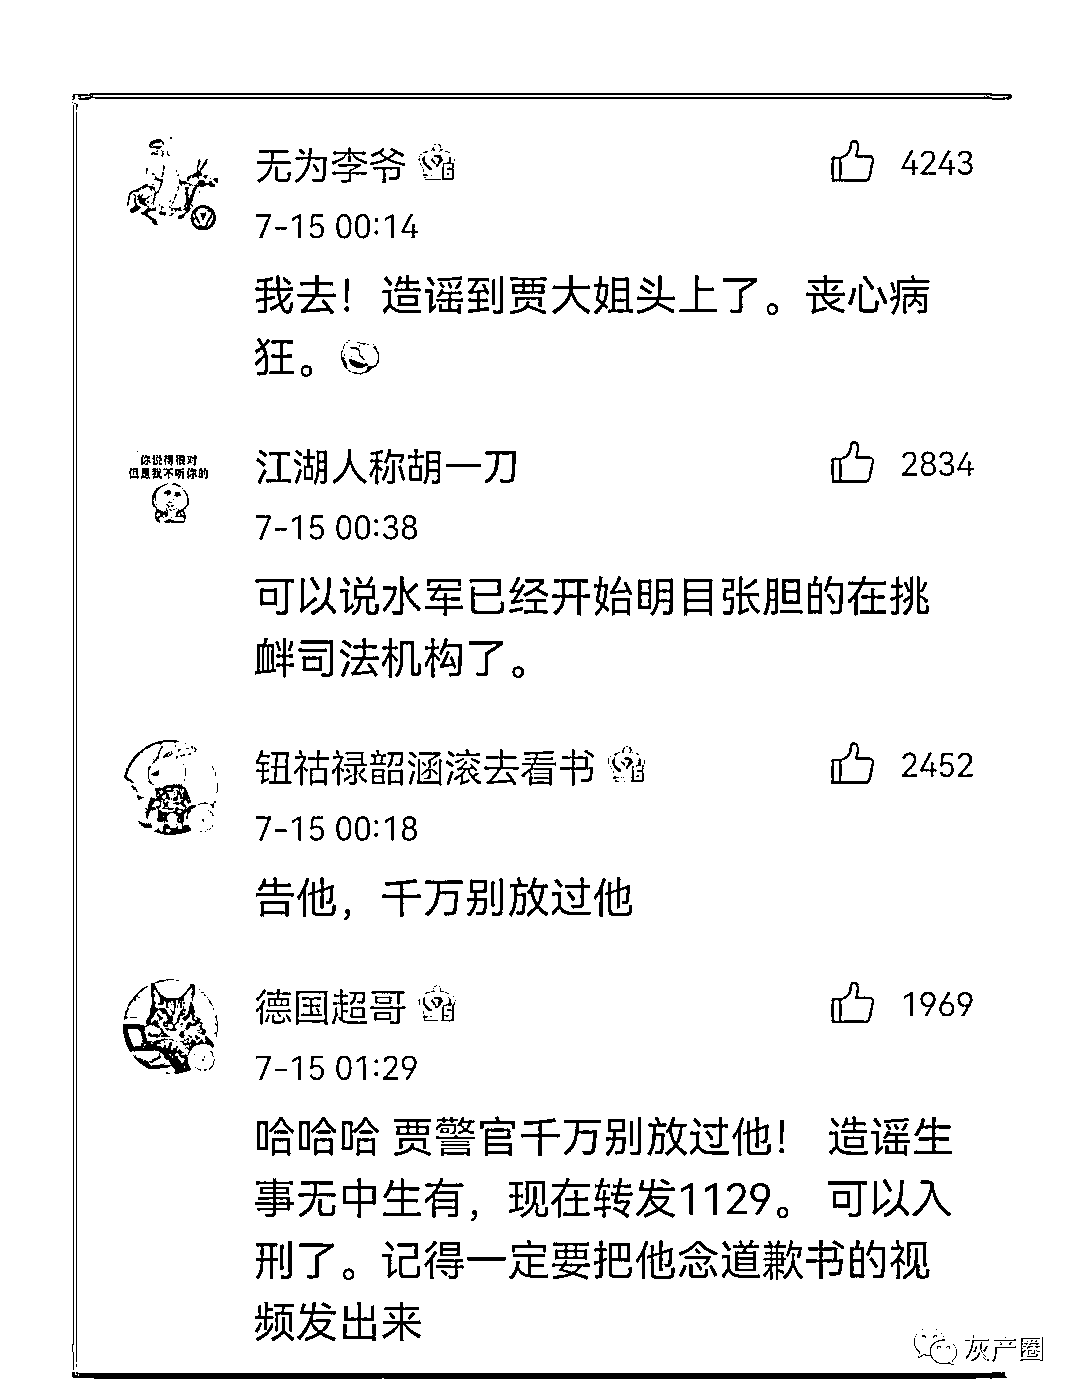 无为李爷
4243
7-15 00:14
我去！造谣到贾大姐头上了。丧心病
狂。
你说得很对
但是我不听你的
江湖人称胡一刀
2834
7-15 00:38
可以说水军已经开始明目张胆的在挑
衅司法机构了。
钮祜禄韶涵滚去看书
2452
7-15 00:18
告他，千万别放过他
德国超哥
1969
7-15 01:29
哈哈哈 贾警官千万别放过他！ 造谣生
事无中生有，现在转发1129。 可以入
刑了。记得一定要把他念道歉书的视
频发出来
灰产圈